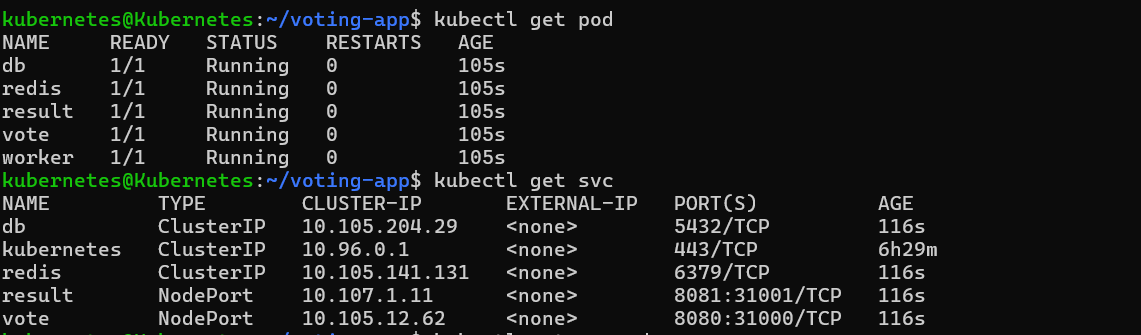 kubernetes@Kubernetes:~/voting-app$ kubectl get pod
NAME     READY   STATUS    RESTARTS   AGE
db       1/1     Running   0          105s
redis    1/1     Running   0          105s
result   1/1     Running   0          105s
vote     1/1     Running   0          105s
worker   1/1     Running   0          105s
kubernetes@Kubernetes:~/voting-app$ kubectl get svc
NAME         TYPE        CLUSTER-IP       EXTERNAL-IP   PORT(S)          AGE
db           ClusterIP   10.105.204.29    <none>        5432/TCP         116s
kubernetes   ClusterIP   10.96.0.1        <none>        443/TCP          6h29m
redis        ClusterIP   10.105.141.131   <none>        6379/TCP         116s
result       NodePort    10.107.1.11      <none>        8081:31001/TCP   116s
vote         NodePort    10.105.12.62     <none>        8080:31000/TCP   116s